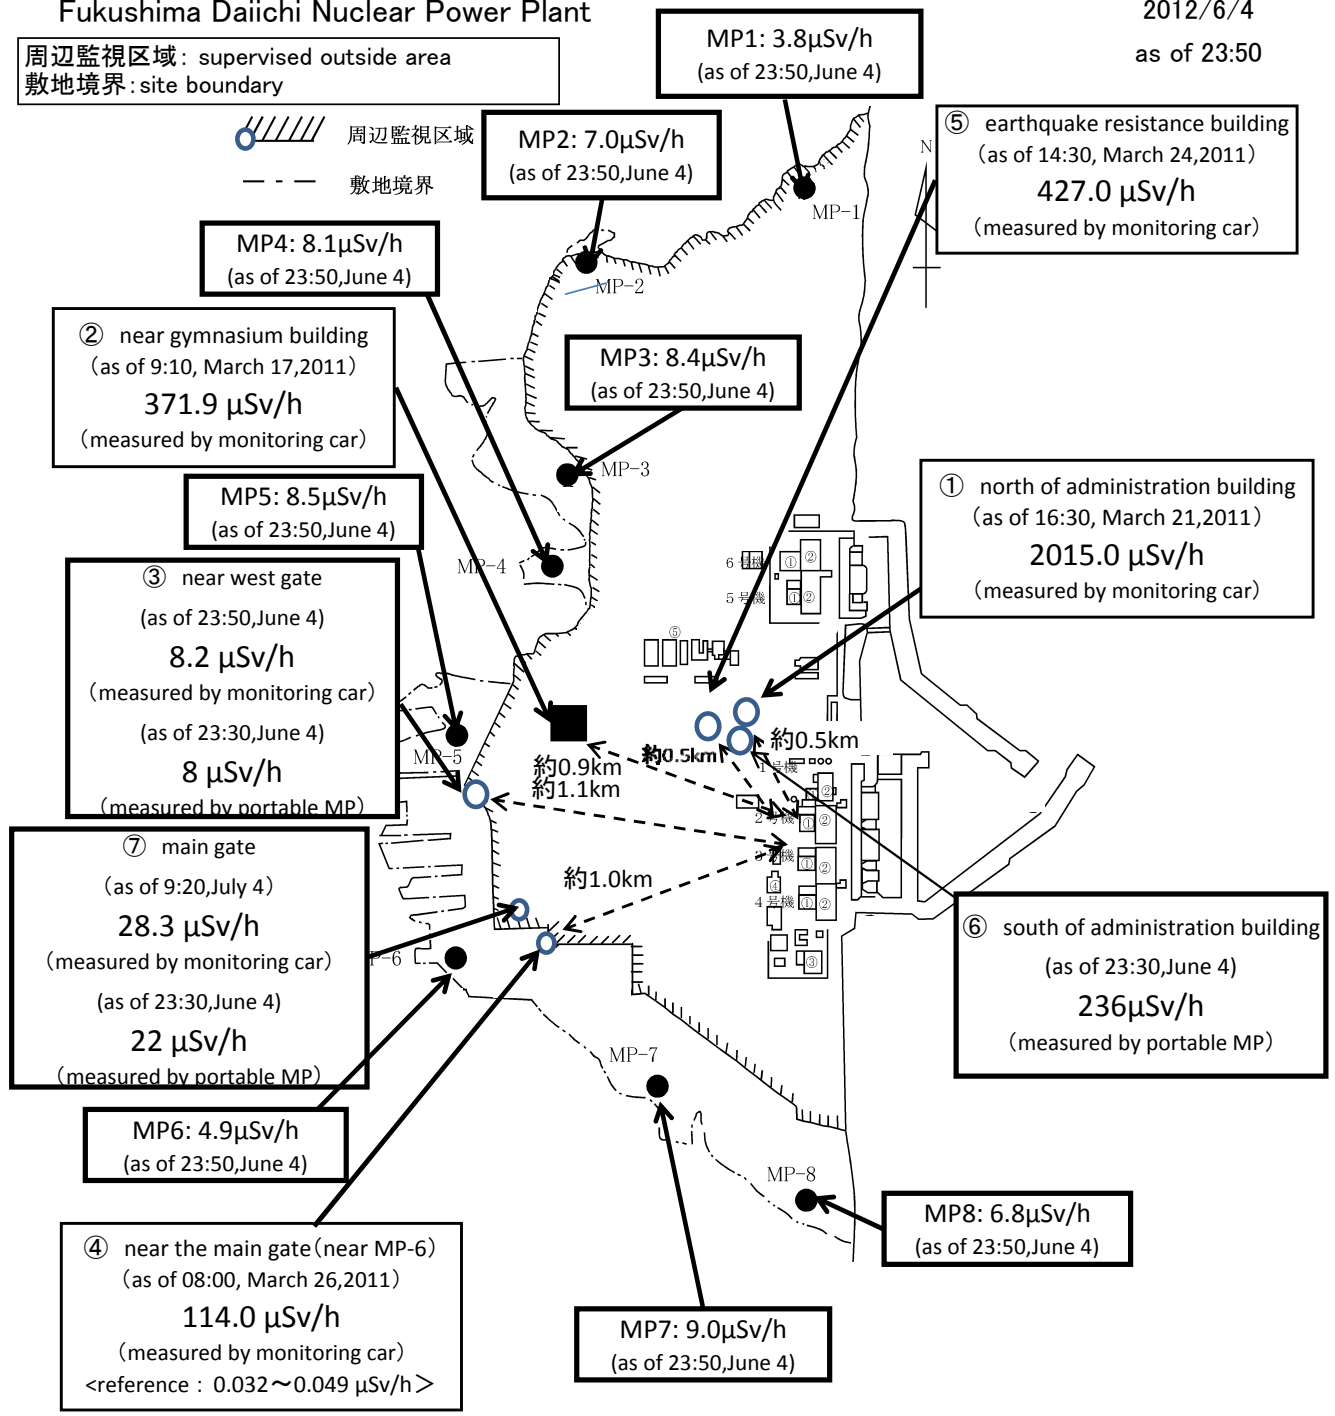 Fukushima Daiichi Nuclear Power Plant
2012/6/4
as of 23:50
周辺監視区域: supervised outside area
敷地境界:site boundary
周辺監視区域
敷地境界
MP1: 3.8μSv/h
(as of 23:50,June 4)
MP2: 7.0μSv/h
(as of 23:50,June 4)
⑤ earthquake resistance building
(as of 14:30, March 24,2011)
427.0 μSv/h
(measured by monitoring car)
N
MP-1
MP4: 8.1μSv/h
(as of 23:50,June 4)
MP-2
② near gymnasium building
(as of 9:10, March 17,2011)
371.9 μSv/h
(measured by monitoring car)
MP3: 8.4μSv/h
(as of 23:50,June 4)
MP-3
MP5: 8.5μSv/h
(as of 23:50,June 4)
① north of administration building
(as of 16:30, March 21,2011)
2015.0 μSv/h
(measured by monitoring car)
MP-4
6号機
① ②
5号機
① ②
③ near west gate
(as of 23:50,June 4)
8.2 μSv/h
(measured by monitoring car)
(as of 23:30,June 4)
8 μSv/h
(measured by portable MP)
⑤
MP-5
約0.9km
約1.1km
約0.5km
約0.5km
1号機
②
2号機
① ②
3号機
① ②
④
4号機
① ②
③
約1.0km
⑦ main gate
(as of 9:20,July 4)
28.3 μSv/h
(measured by monitoring car)
(as of 23:30,June 4)
22 μSv/h
(measured by portable MP)
P-6
⑥ south of administration building
(as of 23:30,June 4)
236μSv/h
(measured by portable MP)
MP-7
MP6: 4.9μSv/h
(as of 23:50,June 4)
MP-8
MP8: 6.8μSv/h
(as of 23:50,June 4)
④ near the main gate(near MP-6)
(as of 08:00, March 26,2011)
114.0 μSv/h
(measured by monitoring car)
<reference : 0.032～0.049 μSv/h>
MP7: 9.0μSv/h
(as of 23:50,June 4)